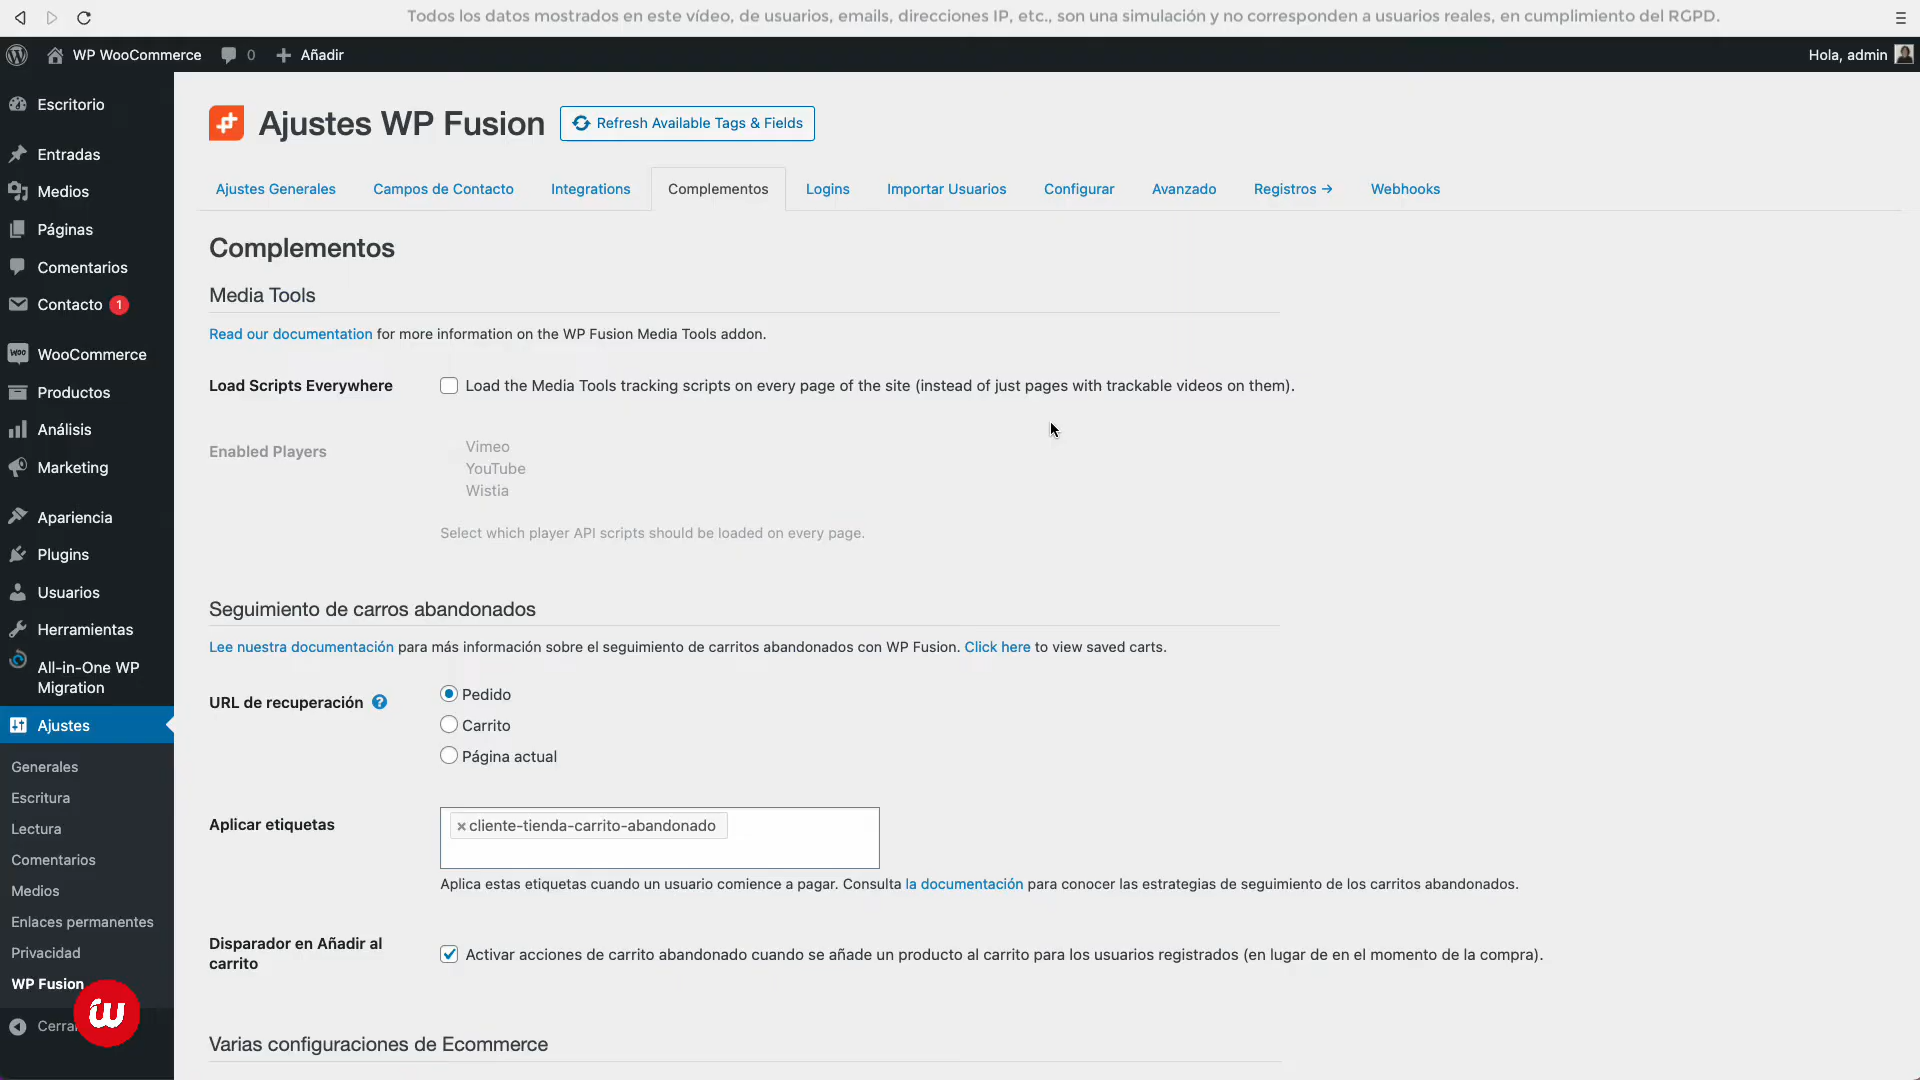 Todos los datos mostrados en este vídeo, de usuarios, emails, direcciones IP, etc., son una simulación y no corresponden a usuarios reales, en cumplimiento del RGPD.
WP WooCommerce 0 Añadir
Hola, admin
Escritorio
Entradas
Medios
Páginas
Comentarios
Contacto 1
WooCommerce
Productos
Análisis
Marketing
Apariencia
Plugins
Usuarios
Herramientas
All-in-One WP
Migration
Ajustes
Generales
Escritura
Lectura
Comentarios
Medios
Enlaces permanentes
Privacidad
WP Fusion
Cerra
Ajustes WP Fusion Refresh Available Tags & Fields
Ajustes Generales Campos de Contacto Integrations Complementos Logins Importar Usuarios Configurar Avanzado Registros → Webhooks
Complementos
Media Tools
Read our documentation for more information on the WP Fusion Media Tools addon.
Load Scripts Everywhere Load the Media Tools tracking scripts on every page of the site (instead of just pages with trackable videos on them).
Enabled Players
Vimeo
YouTube
Wistia
Select which player API scripts should be loaded on every page.
Seguimiento de carros abandonados
Lee nuestra documentación para más información sobre el seguimiento de carritos abandonados con WP Fusion. Click here to view saved carts.
URL de recuperación ?
Pedido
Carrito
Página actual
Aplicar etiquetas
×cliente-tienda-carrito-abandonado
Aplica estas etiquetas cuando un usuario comience a pagar. Consulta la documentación para conocer las estrategias de seguimiento de los carritos abandonados.
Disparador en Añadir al
carrito
Activar acciones de carrito abandonado cuando se añade un producto al carrito para los usuarios registrados (en lugar de en el momento de la compra).
Varias configuraciones de Ecommerce